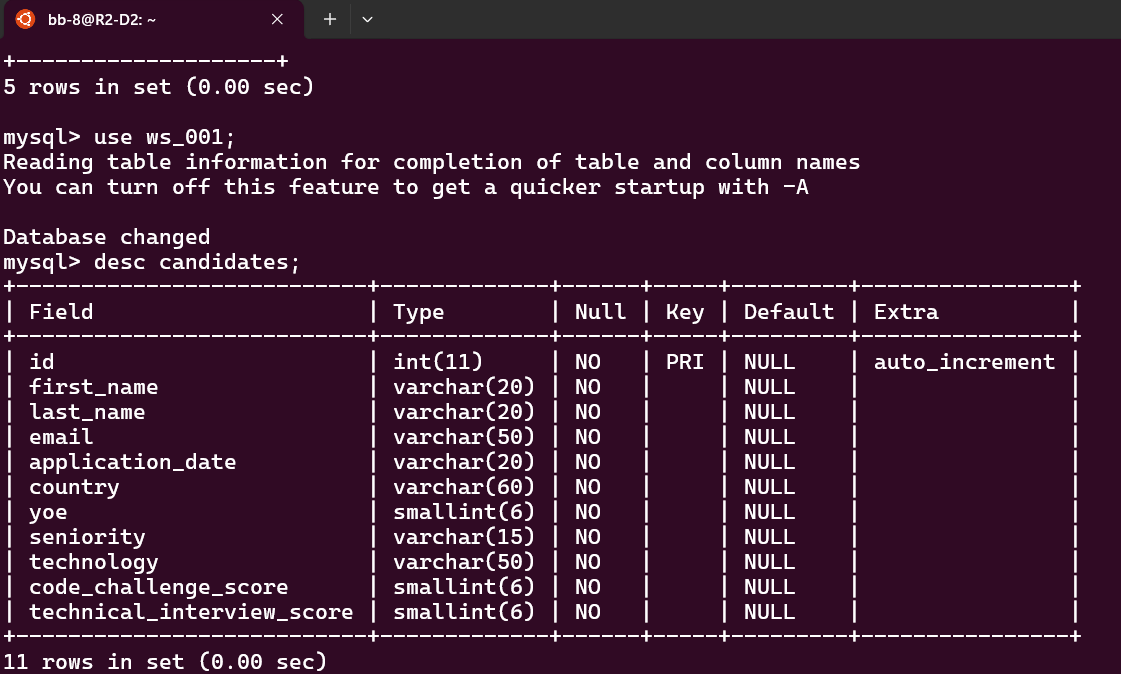 bb-8@R2-D2: ~
+--------------------+
5 rows in set (0.00 sec)
mysql> use ws_001;
Reading table information for completion of table and column names
You can turn off this feature to get a quicker startup with -A
Database changed
mysql> desc candidates;
+---------------------------+-------------+------+-----+---------+----------------+
| Field                     | Type        | Null | Key | Default | Extra          |
+---------------------------+-------------+------+-----+---------+----------------+
| id                        | int(11)     | NO   | PRI | NULL    | auto_increment |
| first_name                | varchar(20) | NO   |     | NULL    |                |
| last_name                 | varchar(20) | NO   |     | NULL    |                |
| email                     | varchar(50) | NO   |     | NULL    |                |
| application_date          | varchar(20) | NO   |     | NULL    |                |
| country                   | varchar(60) | NO   |     | NULL    |                |
| yoe                       | smallint(6) | NO   |     | NULL    |                |
| seniority                 | varchar(15) | NO   |     | NULL    |                |
| technology                | varchar(50) | NO   |     | NULL    |                |
| code_challenge_score      | smallint(6) | NO   |     | NULL    |                |
| technical_interview_score | smallint(6) | NO   |     | NULL    |                |
+---------------------------+-------------+------+-----+---------+----------------+
11 rows in set (0.00 sec)